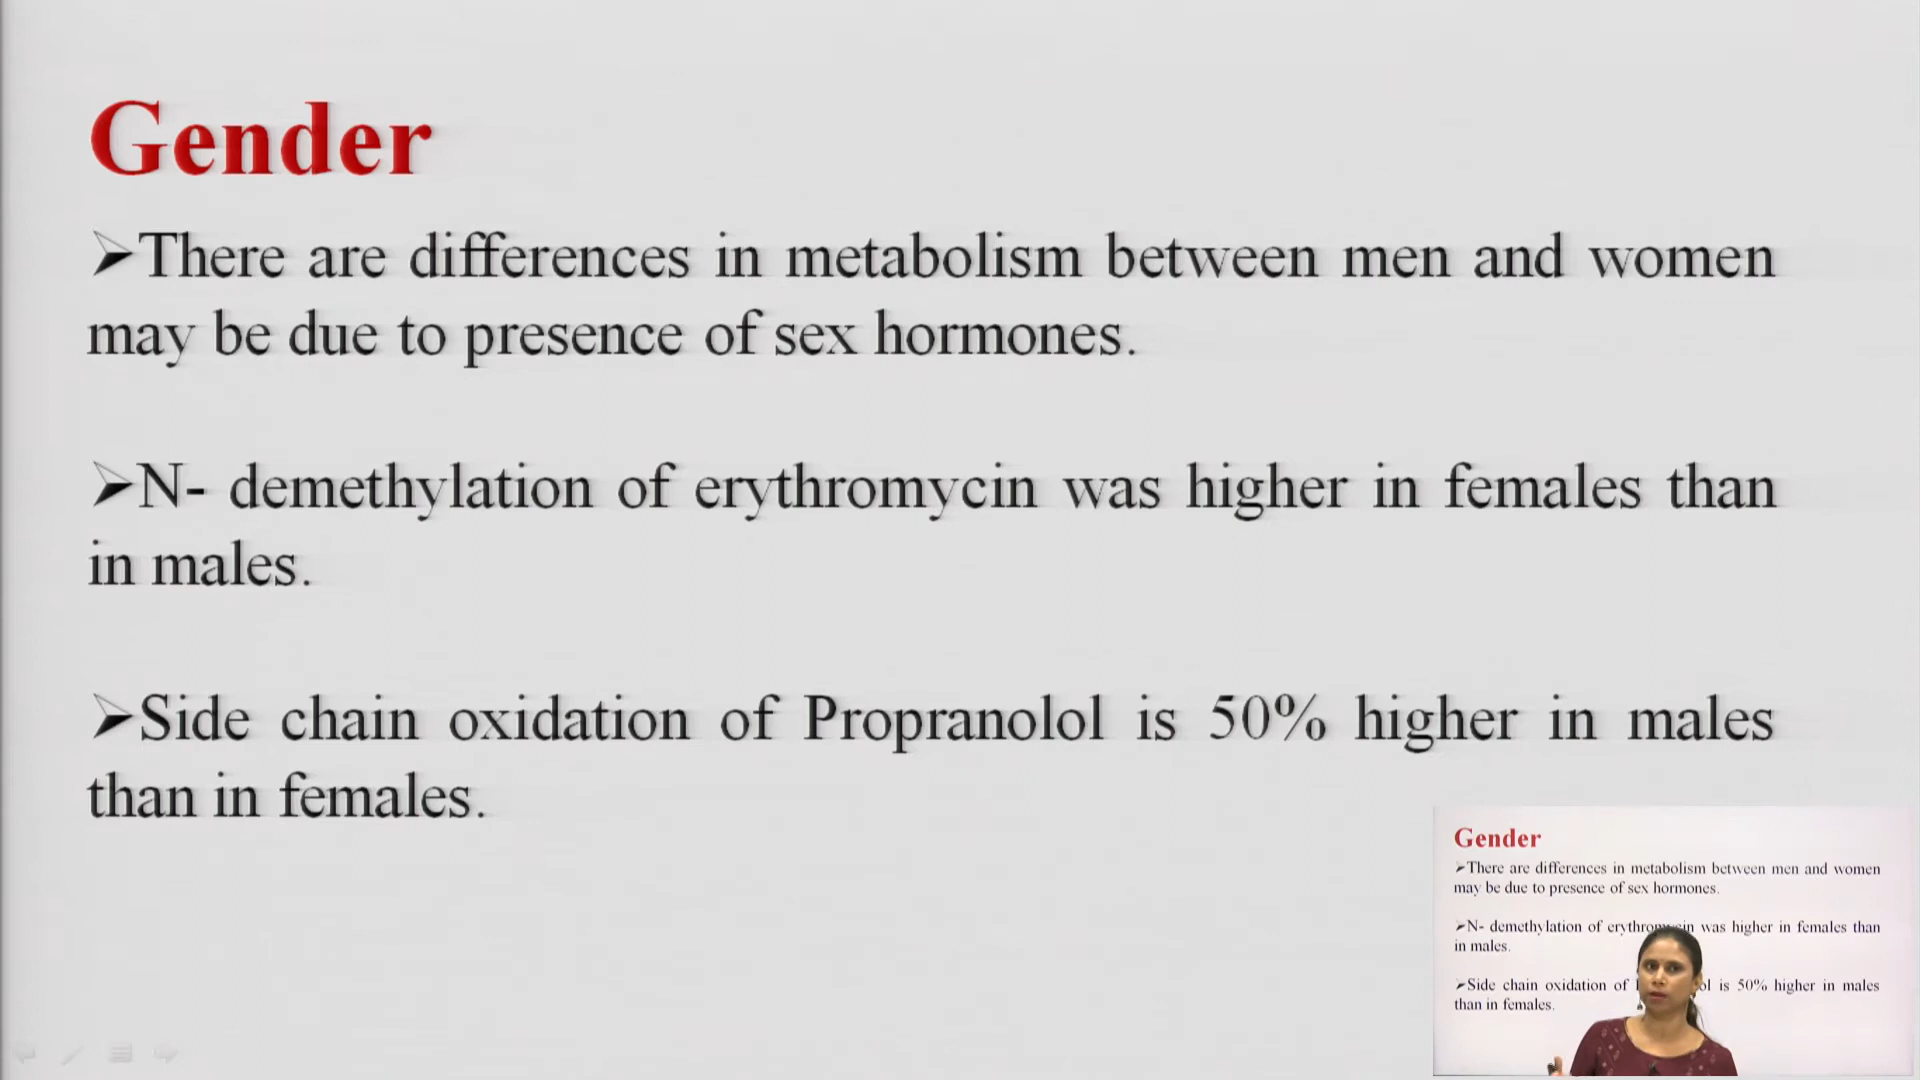 Gender
➢There are differences in metabolism between men and women
may be due to presence of sex hormones.
➢N- demethylation of erythromycin was higher in females than
in males.
➢Side chain oxidation of Propranolol is 50% higher in males
than in females.
Gender
➢There are differences in metabolism between men and women
may be due to presence of sex hormones.
➢N- demethylation of erythromycin was higher in females than
in males.
➢Side chain oxidation of is 50% higher in males
than in females.